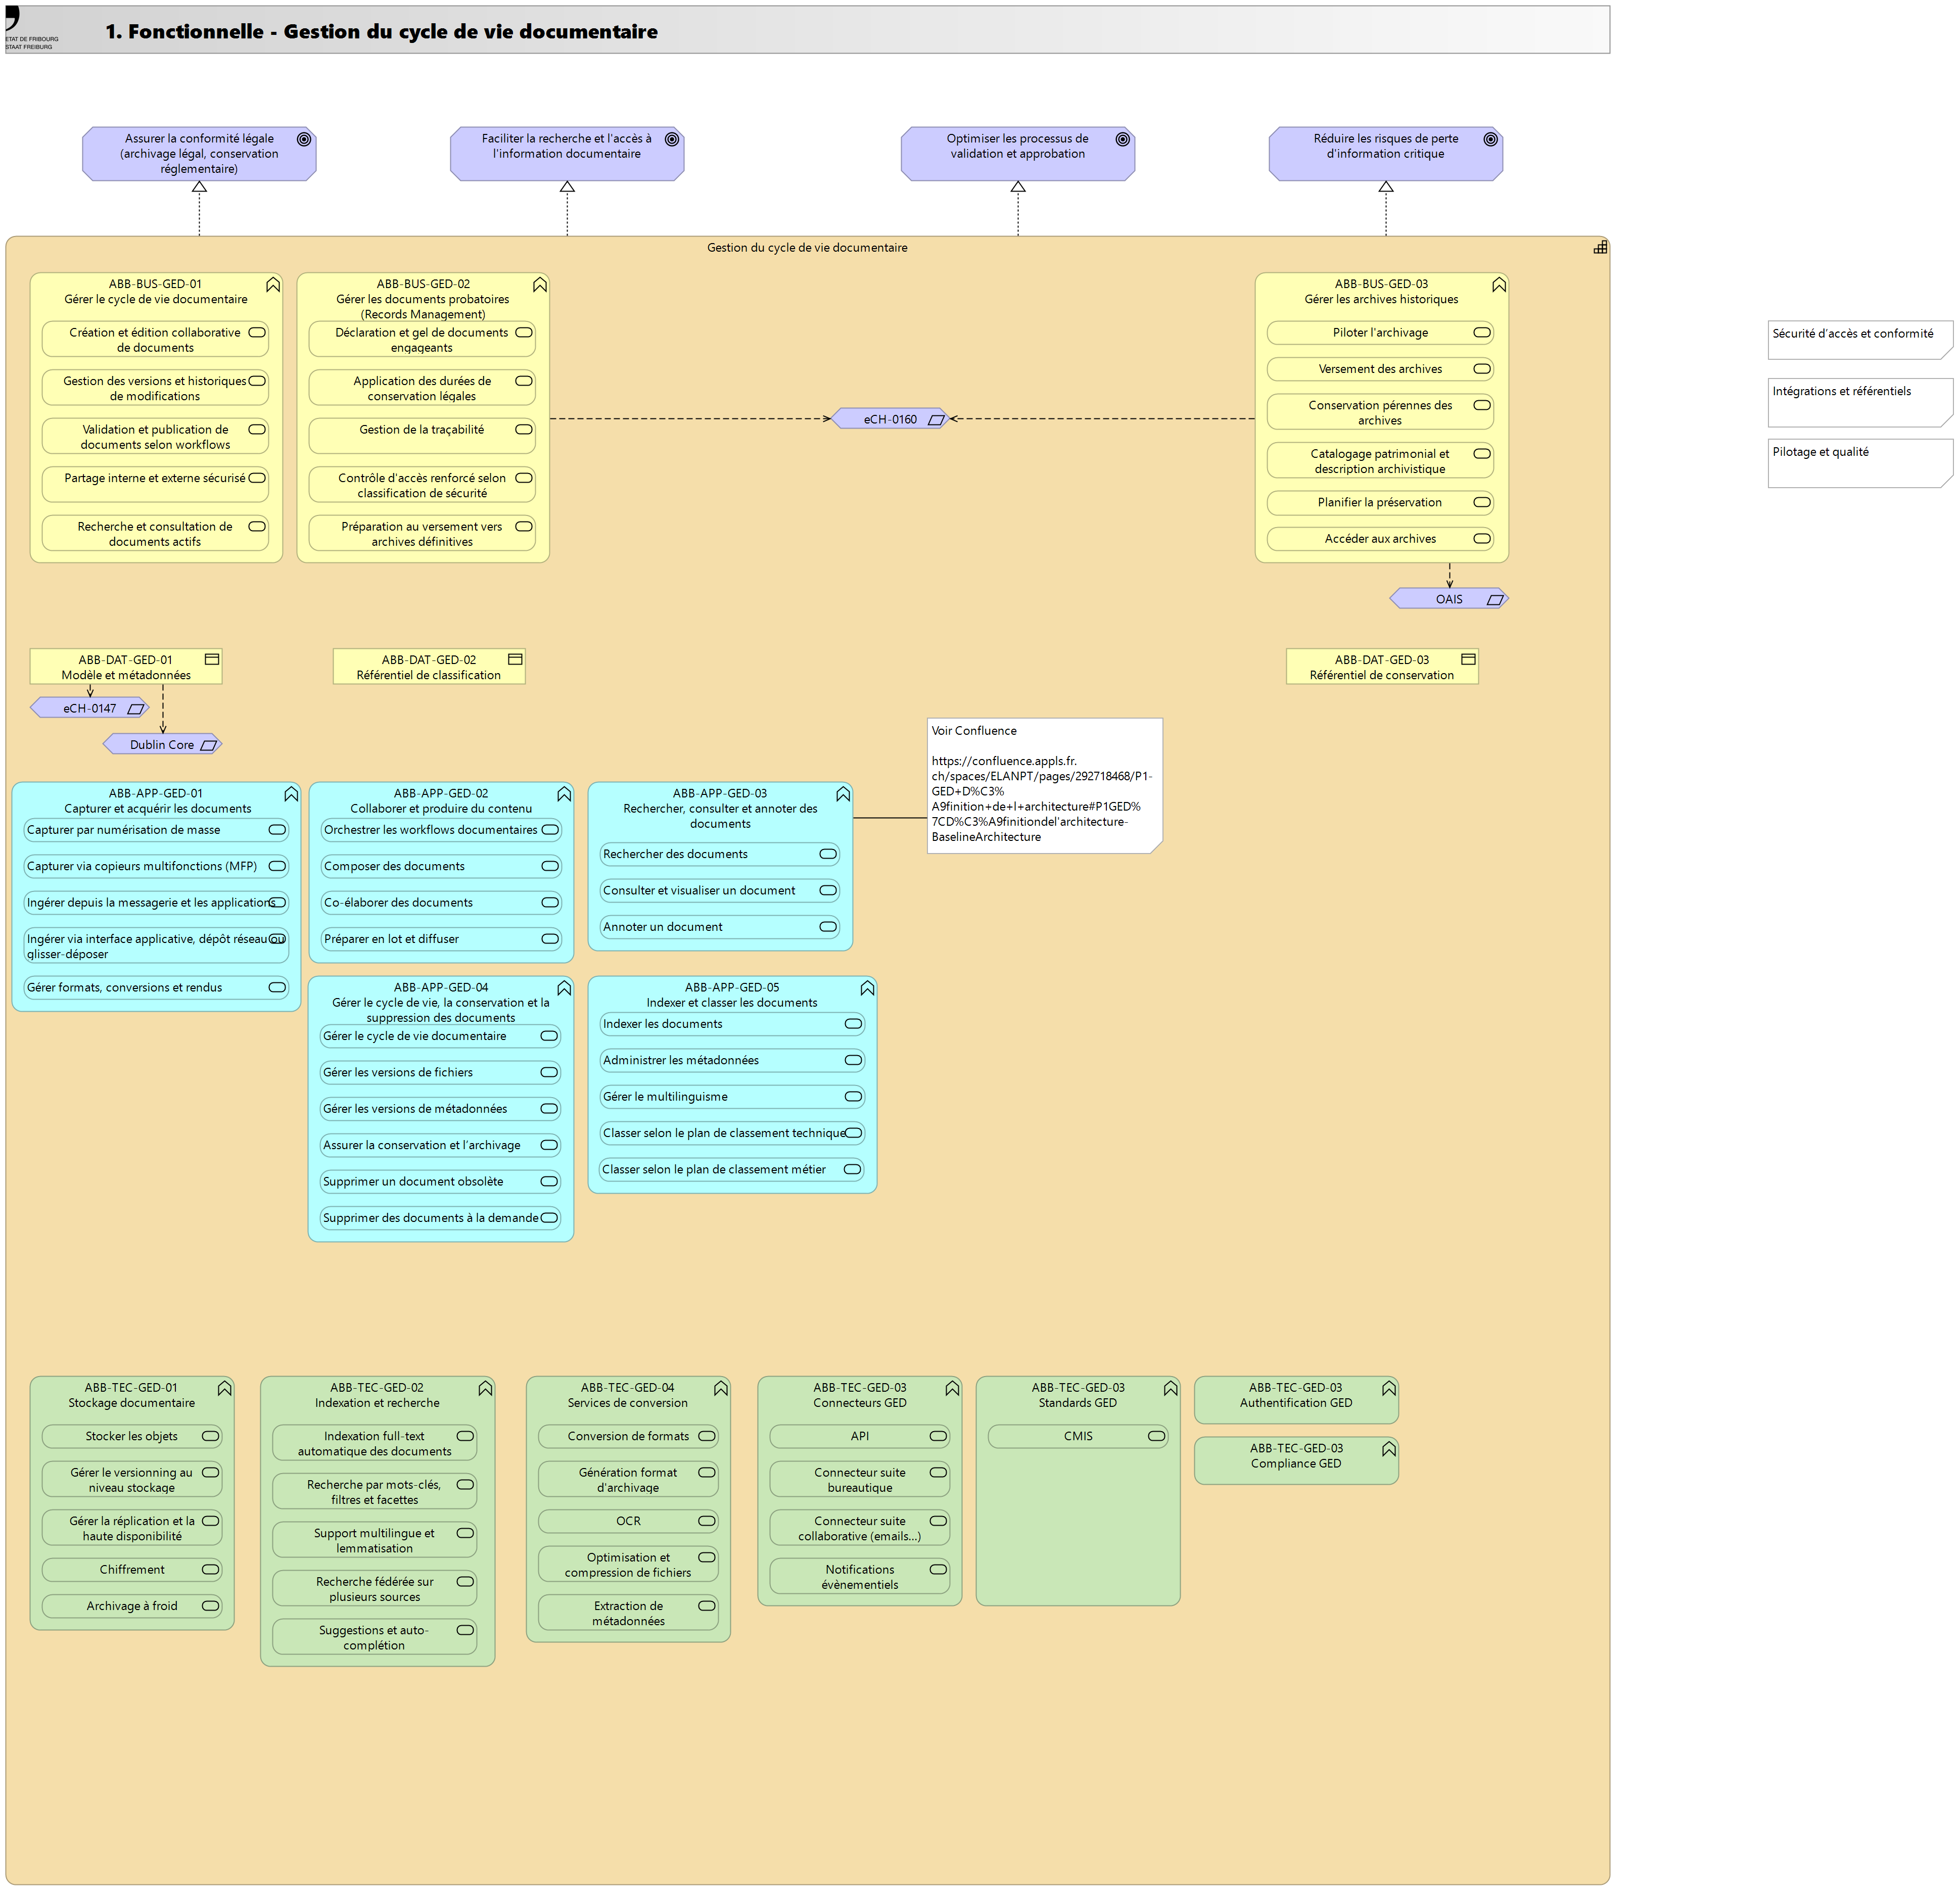 ETAT DE FRIBOURG
STAAT FREIBURG
1. Fonctionnelle - Gestion du cycle de vie documentaire
Assurer la conformité légale
(archivage légal, conservation
réglementaire)
Faciliter la recherche et l'accès à
l'information documentaire
Optimiser les processus de
validation et approbation
Réduire les risques de perte
d'information critique
Gestion du cycle de vie documentaire
ABB-BUS-GED-01
Gérer le cycle de vie documentaire
Création et édition collaborative
de documents
Gestion des versions et historiques
de modifications
Validation et publication de
documents selon workflows
Partage interne et externe sécurisé
Recherche et consultation de
documents actifs
ABB-BUS-GED-02
Gérer les documents probatoires
(Records Management)
Déclaration et gel de documents
engageants
Application des durées de
conservation légales
Gestion de la traçabilité
Contrôle d'accès renforcé selon
classification de sécurité
Préparation au versement vers
archives définitives
eCH-0160
ABB-BUS-GED-03
Gérer les archives historiques
Piloter l'archivage
Versement des archives
Conservation pérennes des
archives
Catalogage patrimonial et
description archivistique
Planifier la préservation
Accéder aux archives
OAIS
Sécurité d’accès et conformité
Intégrations et référentiels
Pilotage et qualité
ABB-DAT-GED-01
Modèle et métadonnées
eCH-0147
Dublin Core
ABB-DAT-GED-02
Référentiel de classification
ABB-DAT-GED-03
Référentiel de conservation
Voir Confluence
https://confluence.appls.fr.
ch/spaces/ELANPT/pages/292718468/P1-
GED+D%C3%
A9finition+de+l+architecture#P1GED%
7CD%C3%A9finitiondel'architecture-
BaselineArchitecture
ABB-APP-GED-01
Capturer et acquérir les documents
Capturer par numérisation de masse
Capturer via copieurs multifonctions (MFP)
Ingérer depuis la messagerie et les applications
Ingérer via interface applicative, dépôt réseau ou
glisser-déposer
Gérer formats, conversions et rendus
ABB-APP-GED-02
Collaborer et produire du contenu
Orchestrer les workflows documentaires
Composer des documents
Co-élaborer des documents
Préparer en lot et diffuser
ABB-APP-GED-03
Rechercher, consulter et annoter des
documents
Rechercher des documents
Consulter et visualiser un document
Annoter un document
ABB-APP-GED-04
Gérer le cycle de vie, la conservation et la
suppression des documents
Gérer le cycle de vie documentaire
Gérer les versions de fichiers
Gérer les versions de métadonnées
Assurer la conservation et l’archivage
Supprimer un document obsolète
Supprimer des documents à la demande
ABB-APP-GED-05
Indexer et classer les documents
Indexer les documents
Administrer les métadonnées
Gérer le multilinguisme
Classer selon le plan de classement technique
Classer selon le plan de classement métier
ABB-TEC-GED-01
Stockage documentaire
Stocker les objets
Gérer le versionning au
niveau stockage
Gérer la réplication et la
haute disponibilité
Chiffrement
Archivage à froid
ABB-TEC-GED-02
Indexation et recherche
Indexation full-text
automatique des documents
Recherche par mots-clés,
filtres et facettes
Support multilingue et
lemmatisation
Recherche fédérée sur
plusieurs sources
Suggestions et auto-
complétion
ABB-TEC-GED-04
Services de conversion
Conversion de formats
Génération format
d'archivage
OCR
Optimisation et
compression de fichiers
Extraction de
métadonnées
ABB-TEC-GED-03
Connecteurs GED
API
Connecteur suite
bureautique
Connecteur suite
collaborative (emails...)
Notifications
évènementiels
ABB-TEC-GED-03
Standards GED
CMIS
ABB-TEC-GED-03
Authentification GED
ABB-TEC-GED-03
Compliance GED